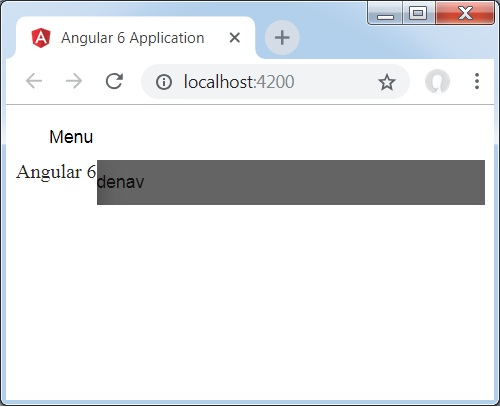 Angular 6 Application
localhost:4200
Menu
Angular 6
denav